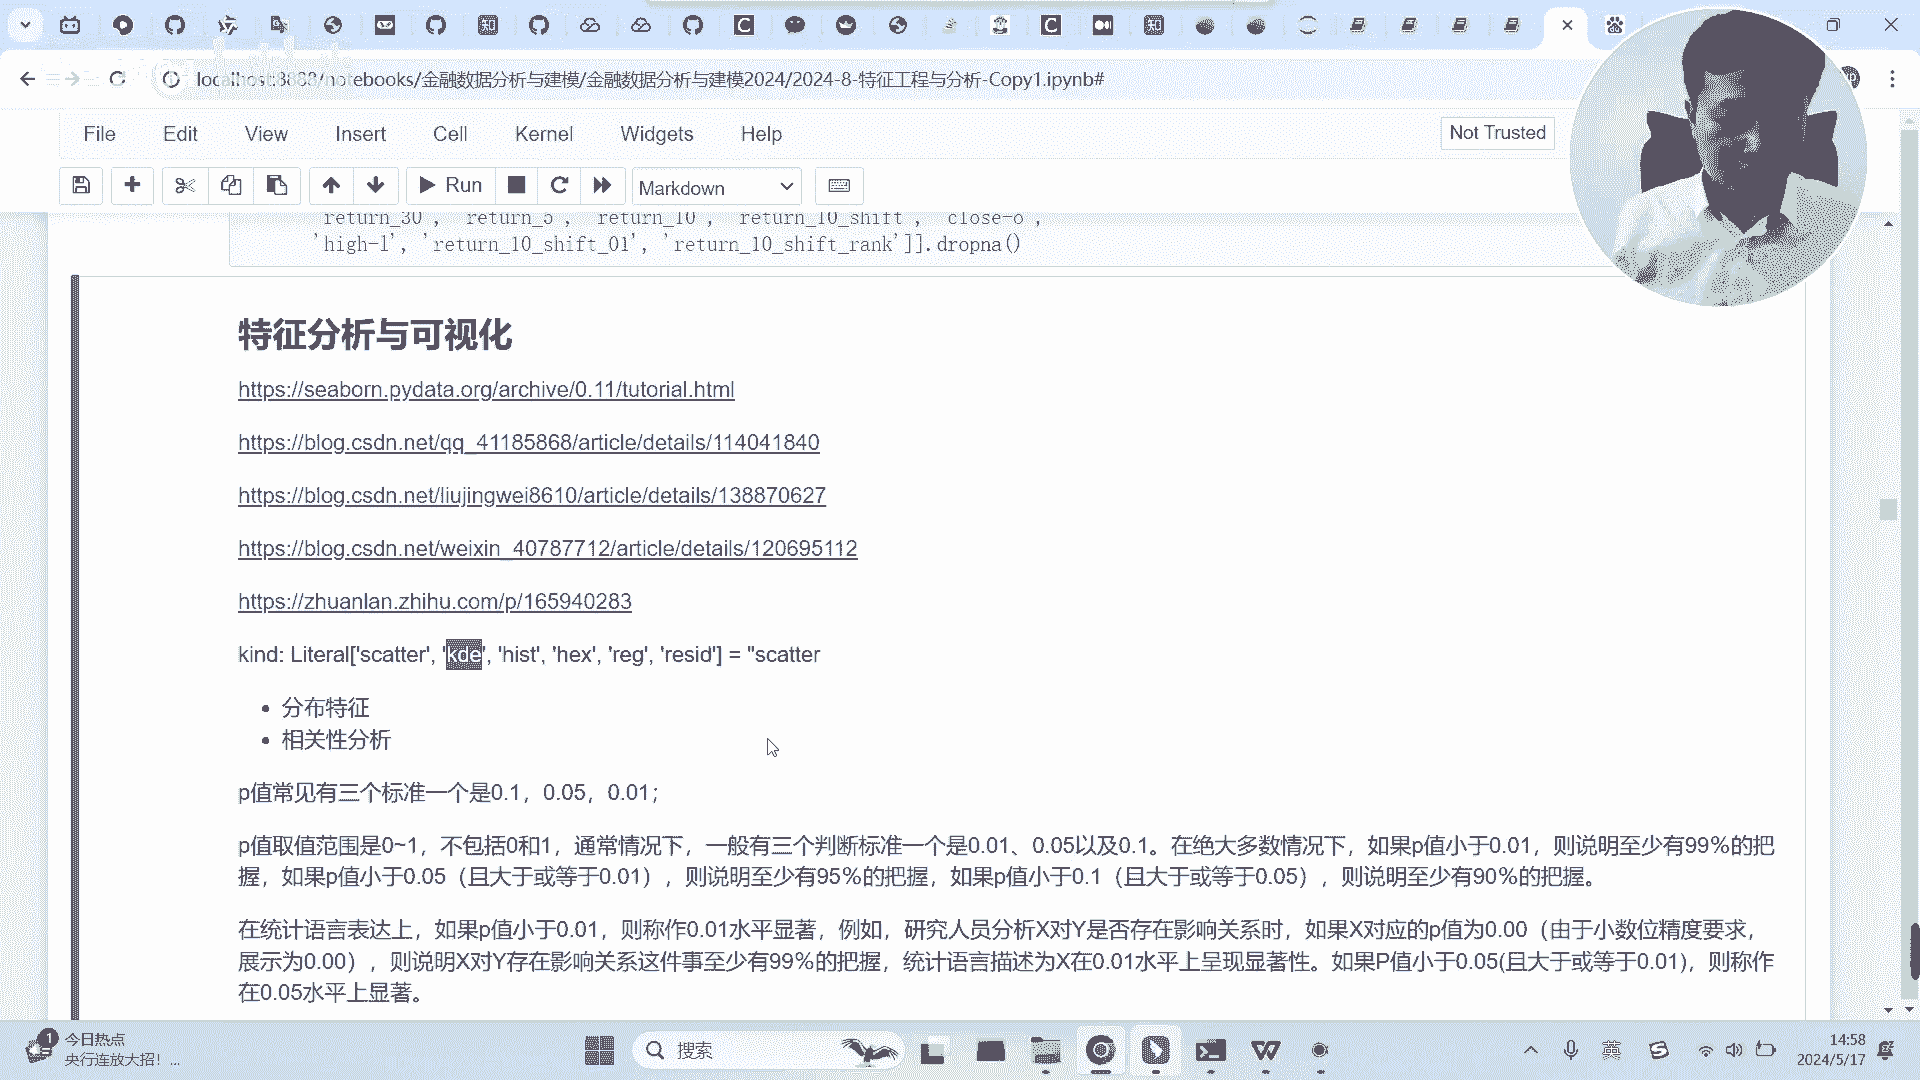 localhost:8888/notebooks/金融数据分析与建模/金融数据分析与建模2024/2024-8-特征工程与分析-Copy1.ipynb#
File Edit View Insert Cell Kernel Widgets Help
Not Trusted
Run
Markdown
'return_30', 'return_5', 'return_10', 'return_10_shift', 'close-o',
'high-l', 'return_10_shift_01', 'return_10_shift_rank']].dropna()
特征分析与可视化
https://seaborn.pydata.org/archive/0.11/tutorial.html
https://blog.csdn.net/qq_41185868/article/details/114041840
https://blog.csdn.net/liujingwei8610/article/details/138870627
https://blog.csdn.net/weixin_40787712/article/details/120695112
https://zhuanlan.zhihu.com/p/165940283
kind: Literal['scatter', 'kde', 'hist', 'hex', 'reg', 'resid'] = "scatter
• 分布特征
• 相关性分析
p值常见有三个标准一个是0.1，0.05，0.01；
p值取值范围是0~1，不包括0和1，通常情况下，一般有三个判断标准一个是0.01、0.05以及0.1。在绝大多数情况下，如果p值小于0.01，则说明至少有99%的把
握，如果p值小于0.05（且大于或等于0.01），则说明至少有95%的把握，如果p值小于0.1（且大于或等于0.05），则说明至少有90%的把握。
在统计语言表达上，如果p值小于0.01，则称作0.01水平显著，例如，研究人员分析X对Y是否存在影响关系时，如果X对应的p值为0.00（由于小数位精度要求，
展示为0.00），则说明X对Y存在影响关系这件事至少有99%的把握，统计语言描述为X在0.01水平上呈现显著性。如果P值小于0.05(且大于或等于0.01)，则称作
在0.05水平上显著。
1
今日热点
央行连放大招！...
搜索
英
14:58
2024/5/17